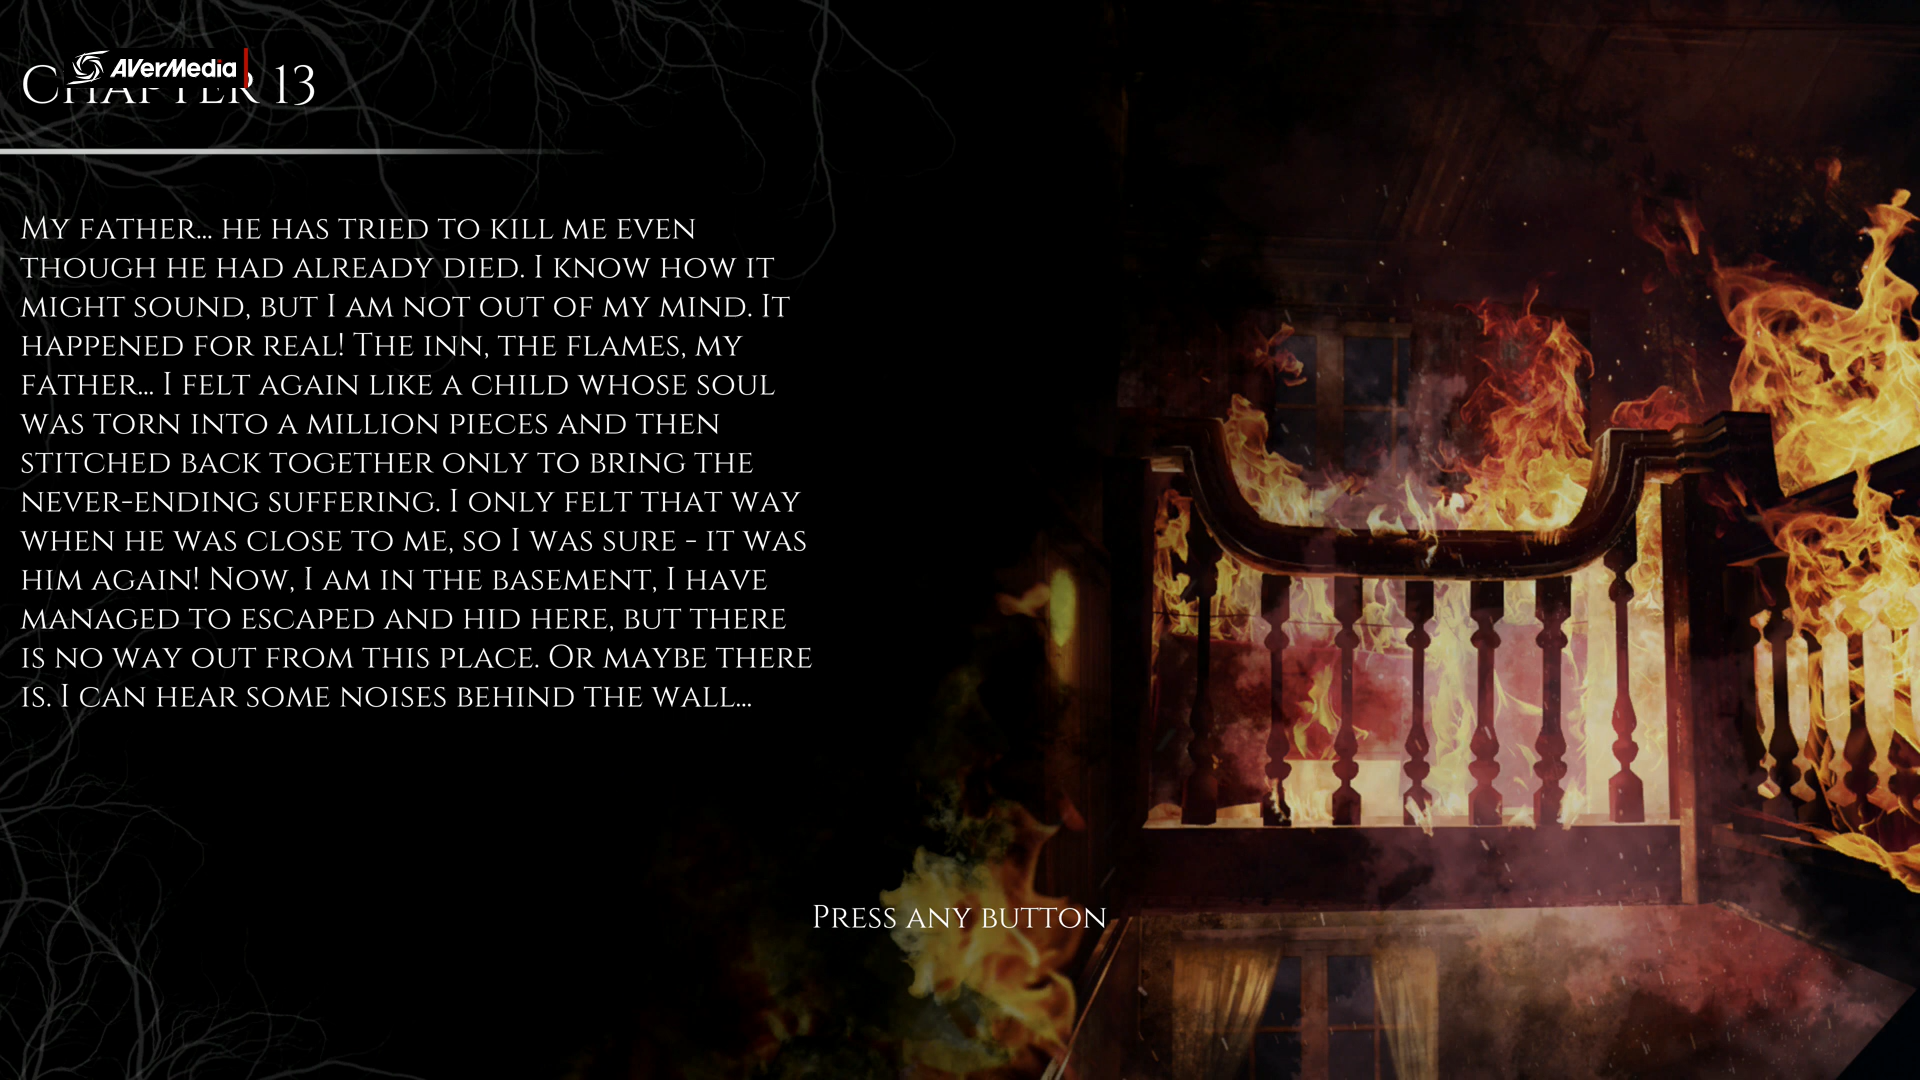 AVerMedia
Chapter 13
My father... he has tried to kill me even
though he had already died. I know how it
might sound, but I am not out of my mind. It
happened for real! The inn, the flames, my
father... I felt again like a child whose soul
was torn into a million pieces and then
stitched back together only to bring the
never-ending suffering. I only felt that way
when he was close to me, so I was sure - it was
him again! Now, I am in the basement, I have
managed to escaped and hid here, but there
is no way out from this place. Or maybe there
is. I can hear some noises behind the wall...
Press any button